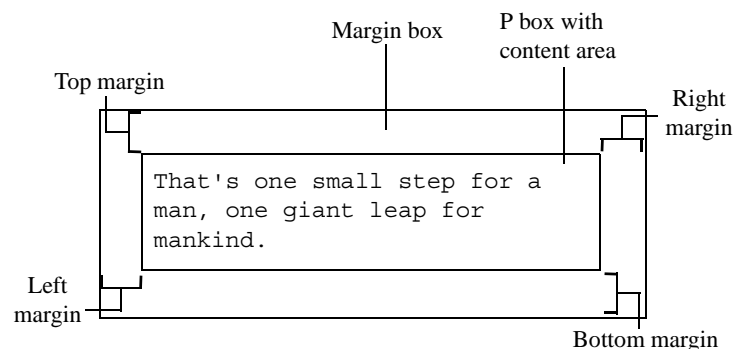 Margin box
P box with
content area
Top margin
Right
margin
That's one small step for a
man, one giant leap for
mankind.
Left
margin
Bottom margin